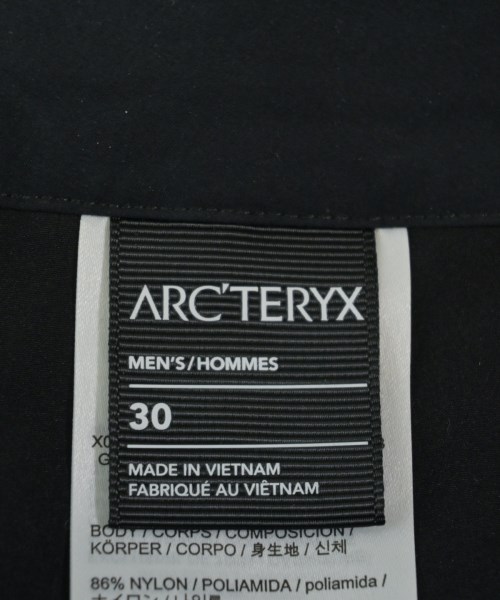 ARC'TERYX
MEN'S/HOMMES
30
MADE IN VIETNAM
FABRIQUÉ AU VIÊTNAM
BODY / CORPS / COMPOSICIÓN /
KÖRPER / CORPO / 身生地 / 신체
86% NYLON / POLIAMIDA / poliamida /